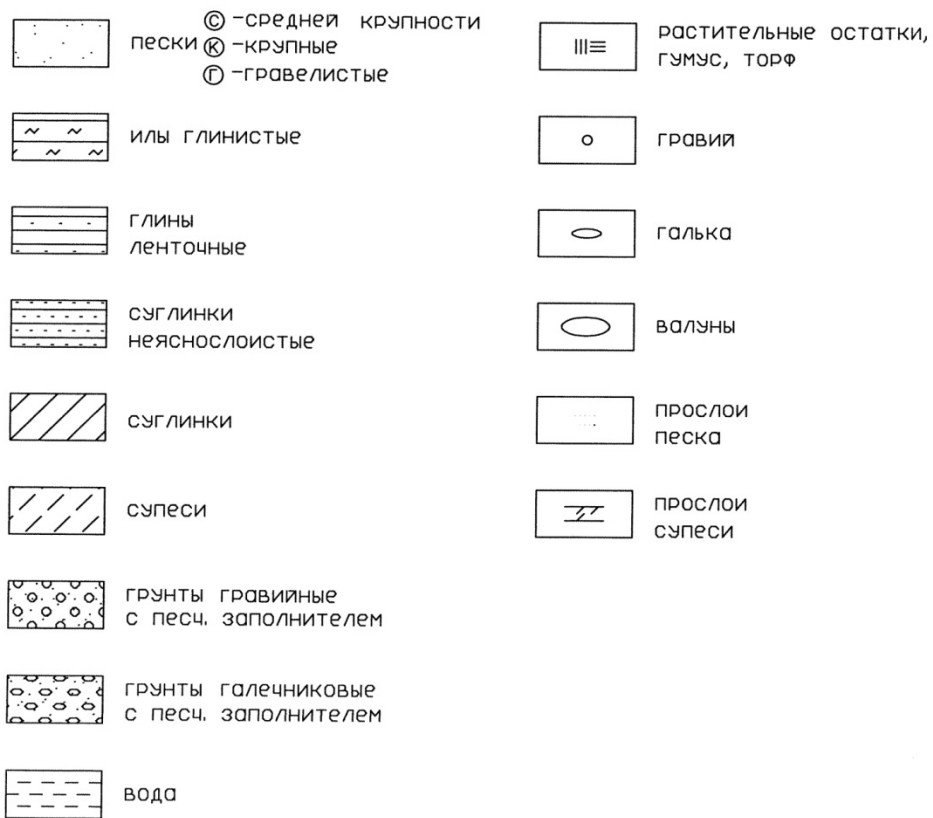 Ⓒ -средней крупности
пески Ⓚ -крупные
Ⓖ -гравелистые
илы глинистые
глины
ленточные
суглинки
неяснослоистые
суглинки
супеси
грунты гравийные
с песч. заполнителем
грунты галечниковые
с песч. заполнителем
вода
растительные остатки,
гумус, торф
гравий
галька
валуны
прослои
песка
прослои
супеси